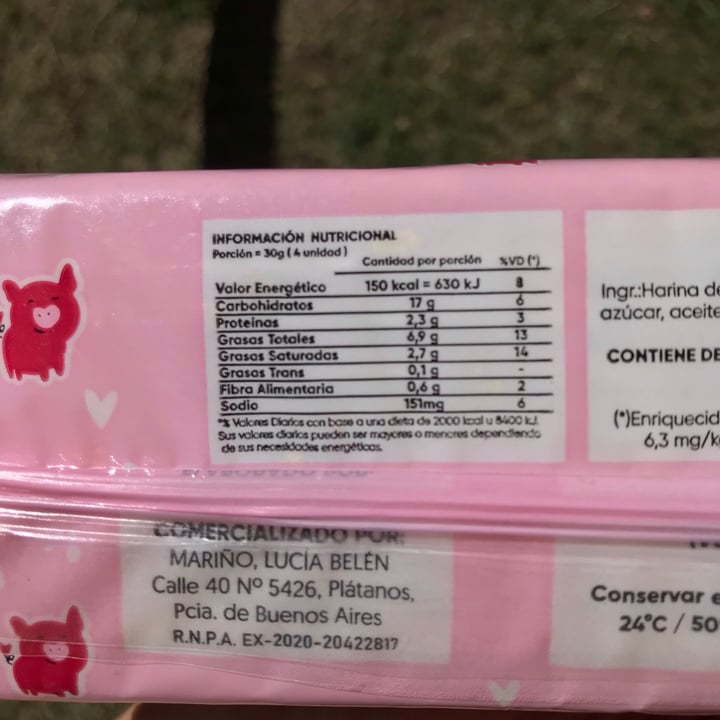 INFORMACIÓN NUTRICIONAL
Porción = 30g ( 4 unidad )
Cantidad por porción %VD (*)
Valor Energético 150 kcal = 630 kJ 8
Carbohidratos 17 g 6
Proteinas 2,3 g 3
Grasas Totales 6,9 g 13
Grasas Saturadas 2,7 g 14
Grasas Trans 0,1 g -
Fibra Alimentaria 0,6 g 2
Sodio 151mg 6
*% Valores Diarios con base a una dieta de 2000 kcal u 8400 kJ.
Sus valores diarios pueden ser mayores o menores dependiendo
de sus necesidades energéticas.
Ingr.:Harina de
azúcar, aceite
CONTIENE DE
(*)Enriquecid
6,3 mg/k
COMERCIALIZADO POR:
MARIÑO, LUCÍA BELÉN
Calle 40 Nº 5426, Plátanos,
Pcia. de Buenos Aires
R.N.P.A. EX-2020-20422817
Conservar e
24ºC / 50